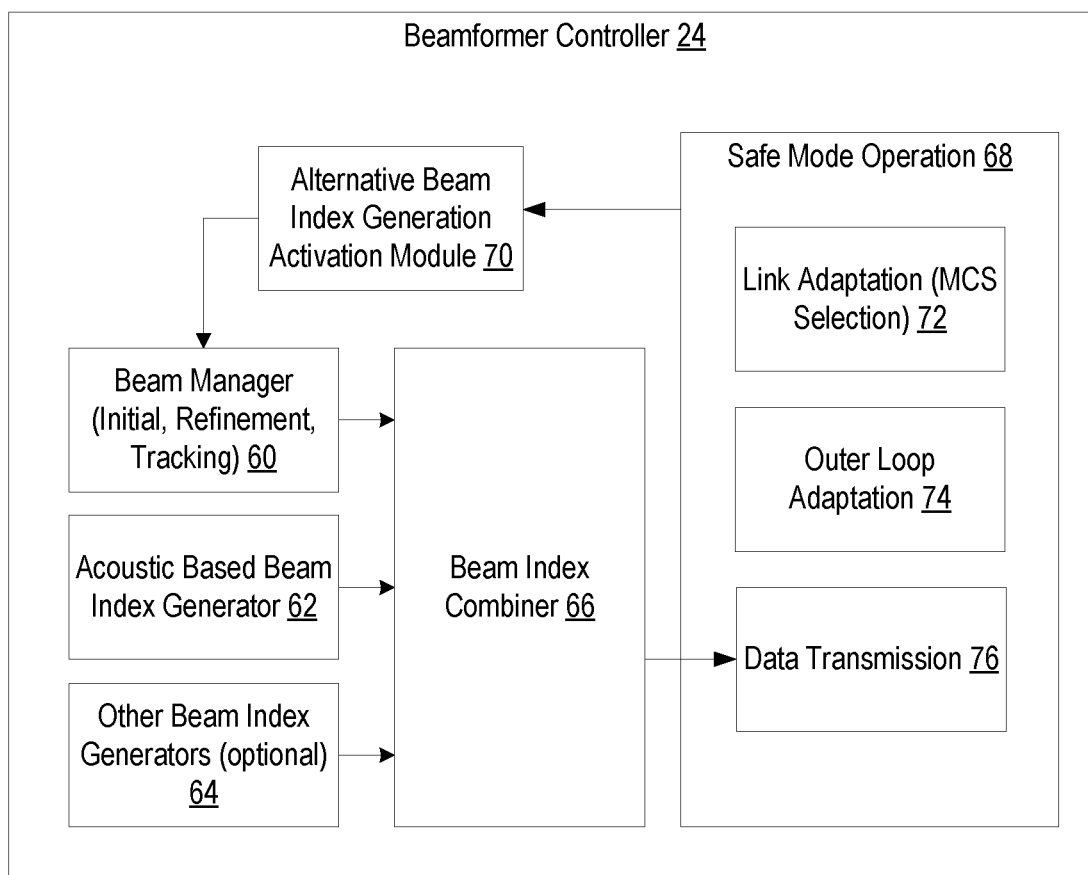 Beamformer Controller 24
Safe Mode Operation 68
Alternative Beam
Index Generation
Activation Module 70
Link Adaptation (MCS
Selection) 72
Beam Manager
(Initial, Refinement,
Tracking) 60
Outer Loop
Adaptation 74
Acoustic Based Beam
Index Generator 62
Beam Index
Combiner 66
Data Transmission 76
Other Beam Index
Generators (optional)
64